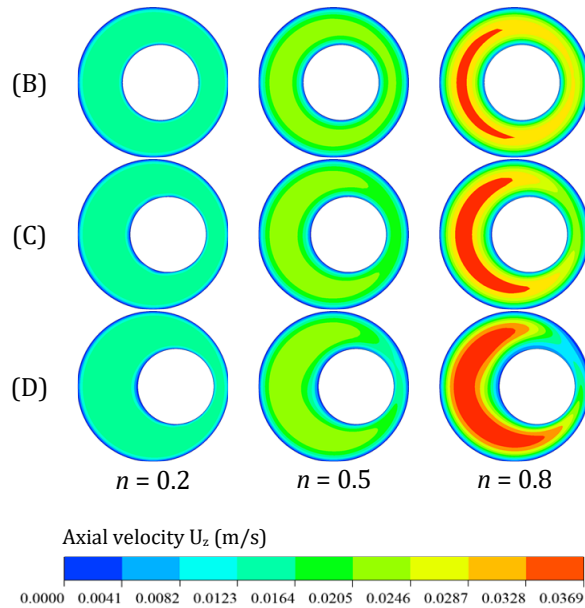 (B)
(C)
(D)
n = 0.2 n = 0.5 n = 0.8
Axial velocity Uz (m/s)
0.0000 0.0041 0.0082 0.0123 0.0164 0.0205 0.0246 0.0287 0.0328 0.0369